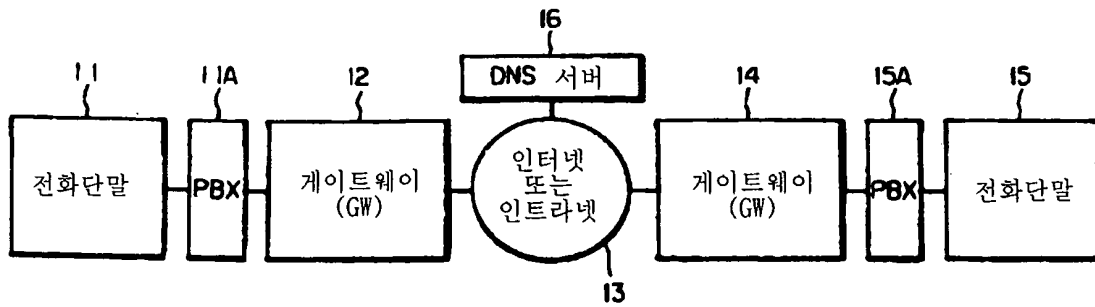 16
DNS 서버
11
11A
12
14
15A
15
전화단말
PBX
게이트웨이
(GW)
인터넷
또는
인트라넷
게이트웨이
(GW)
PBX
전화단말
13